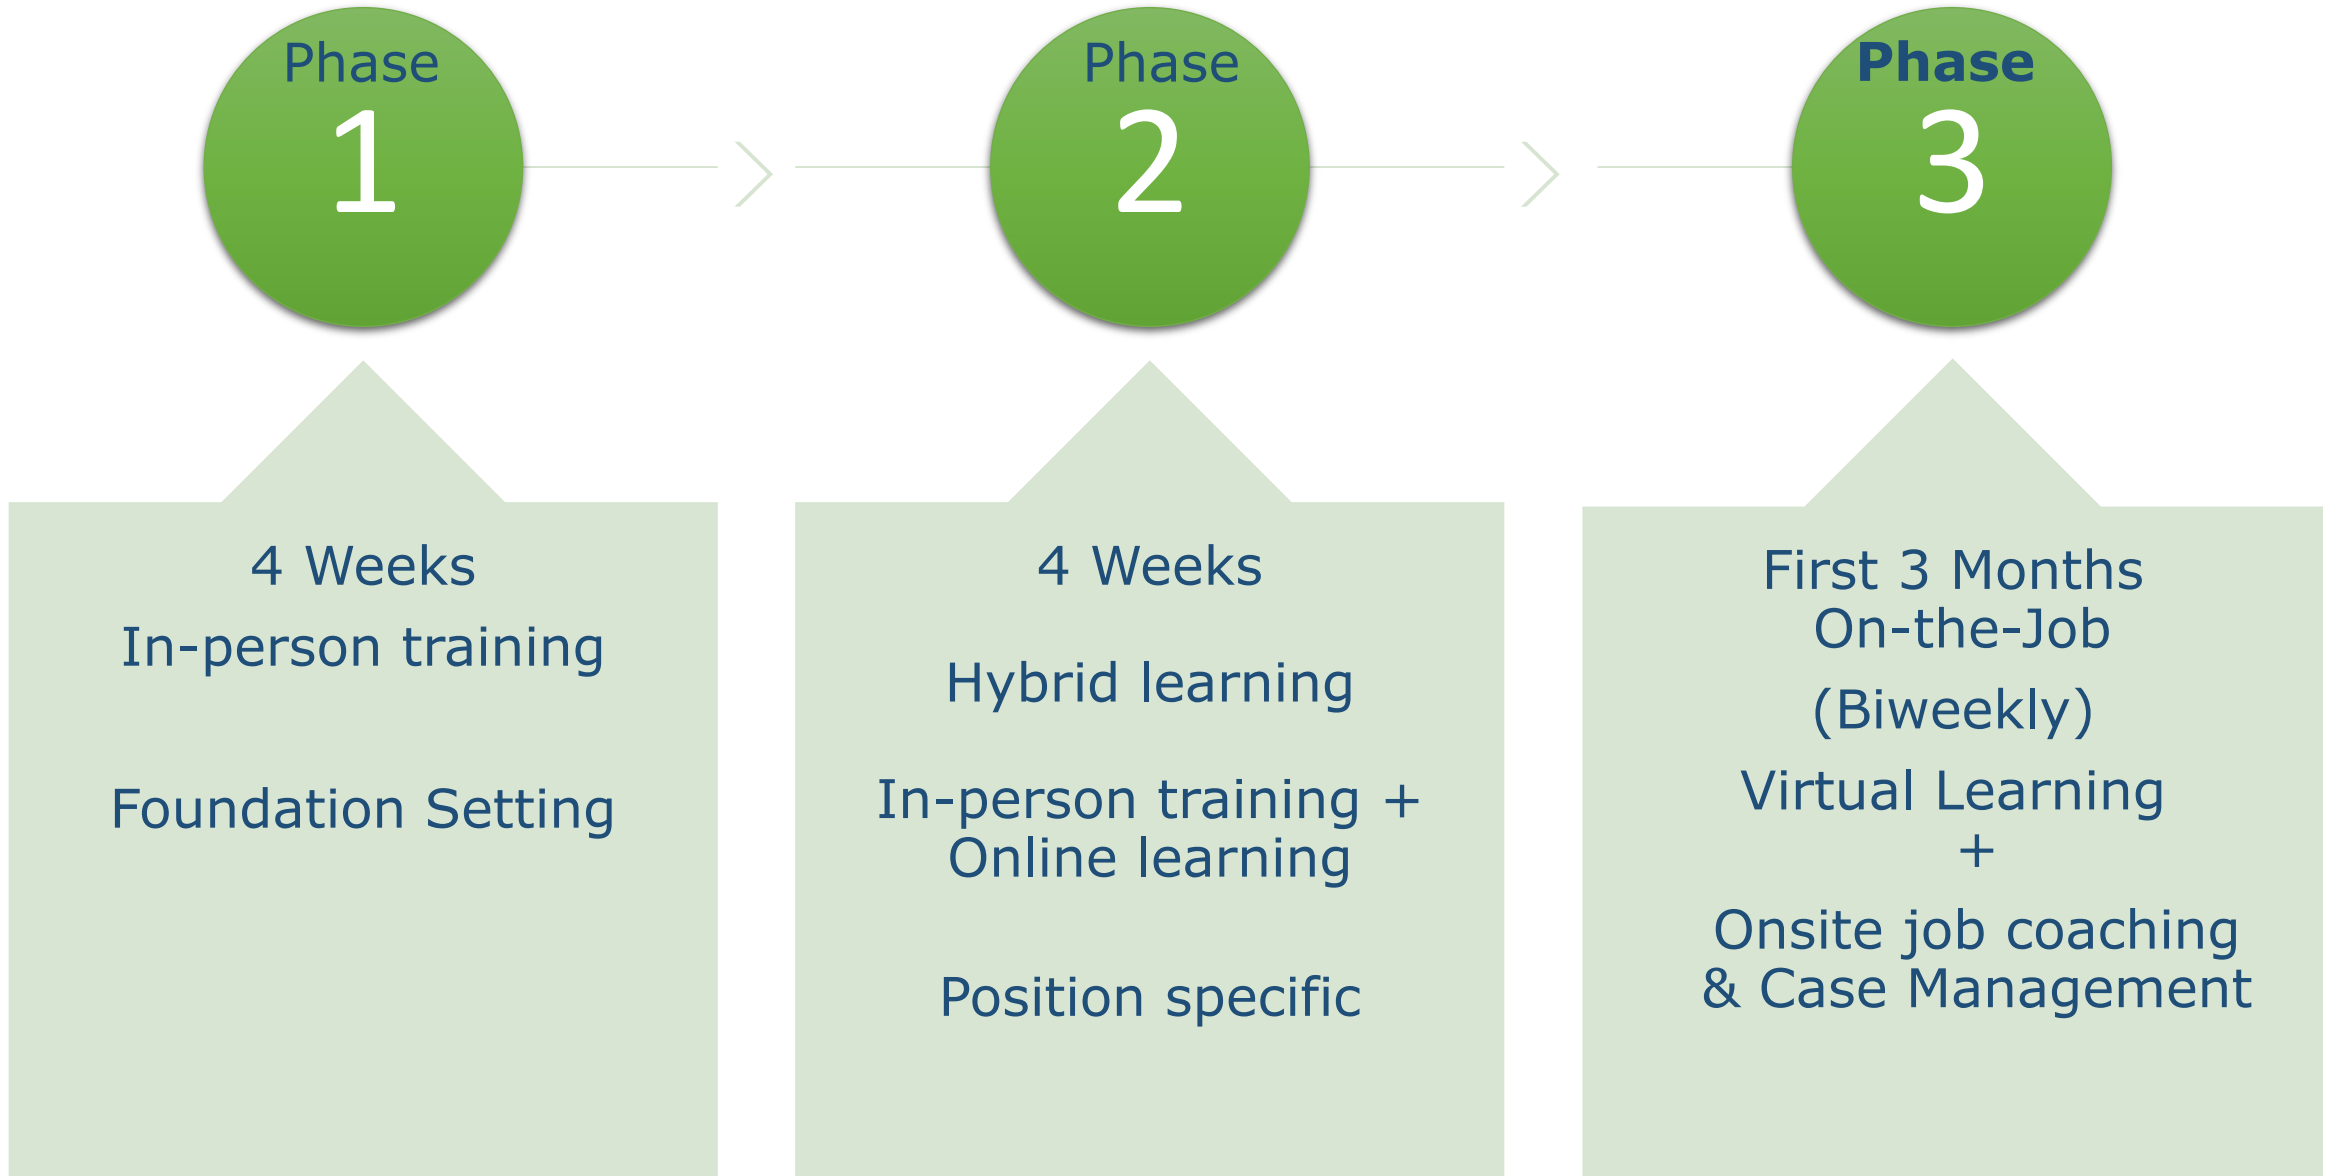 Phase
1
4 Weeks
In-person training
Foundation Setting
Phase
2
4 Weeks
Hybrid learning
In-person training +
Online learning
Position specific
Phase
3
First 3 Months
On-the-Job
(Biweekly)
Virtual Learning
+
Onsite job coaching
& Case Management